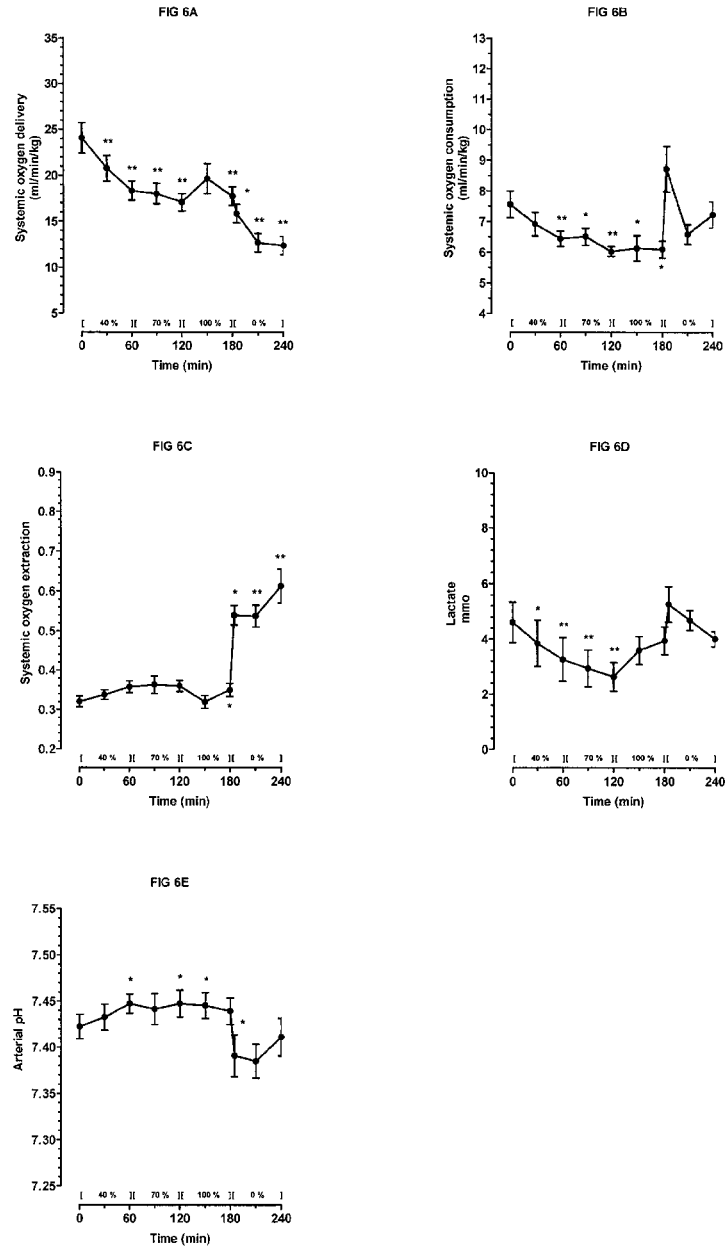 FIG 6A
Systemic oxygen delivery
(ml/min/kg)
35
30
25
20
15
10
5
** ** ** ** ** * ** **
[ 40 % ][ 70 % ][ 100 % ][ 0 % ]
0 60 120 180 240
Time (min)
FIG 6B
Systemic oxygen consumption
(ml/min/kg)
13
12
11
10
9
8
7
6
5
4
** * ** * *
[ 40 % ][ 70 % ][ 100 % ][ 0 % ]
0 60 120 180 240
Time (min)
FIG 6C
Systemic oxygen extraction
0.9
0.8
0.7
0.6
0.5
0.4
0.3
0.2
* * ** **
[ 40 % ][ 70 % ][ 100 % ][ 0 % ]
0 60 120 180 240
Time (min)
FIG 6D
Lactate
mmo
10
8
6
4
2
0
* ** ** **
[ 40 % ][ 70 % ][ 100 % ][ 0 % ]
0 60 120 180 240
Time (min)
FIG 6E
Arterial pH
7.55
7.50
7.45
7.40
7.35
7.30
7.25
* * * *
[ 40 % ][ 70 % ][ 100 % ][ 0 % ]
0 60 120 180 240
Time (min)